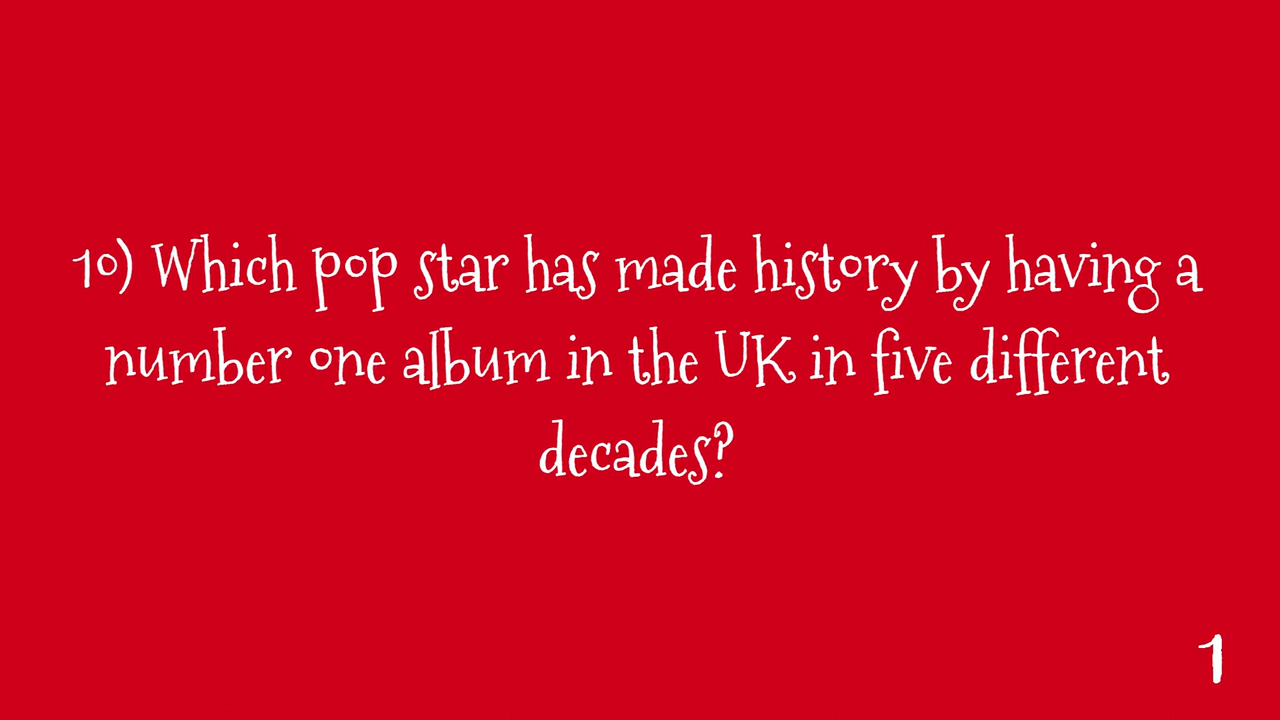 10) Which pop star has made history by having a
number one album in the UK in five different
decades?
1